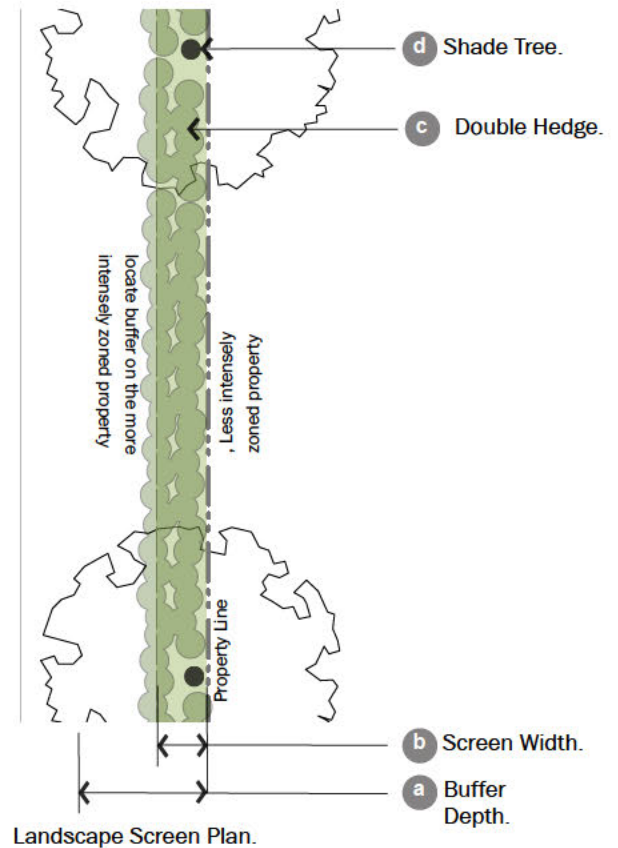 d Shade Tree.
c Double Hedge.
locate buffer on the more
intensely zoned property
, Less intensely
zoned property
Property Line
b Screen Width.
a Buffer
Depth.
Landscape Screen Plan.